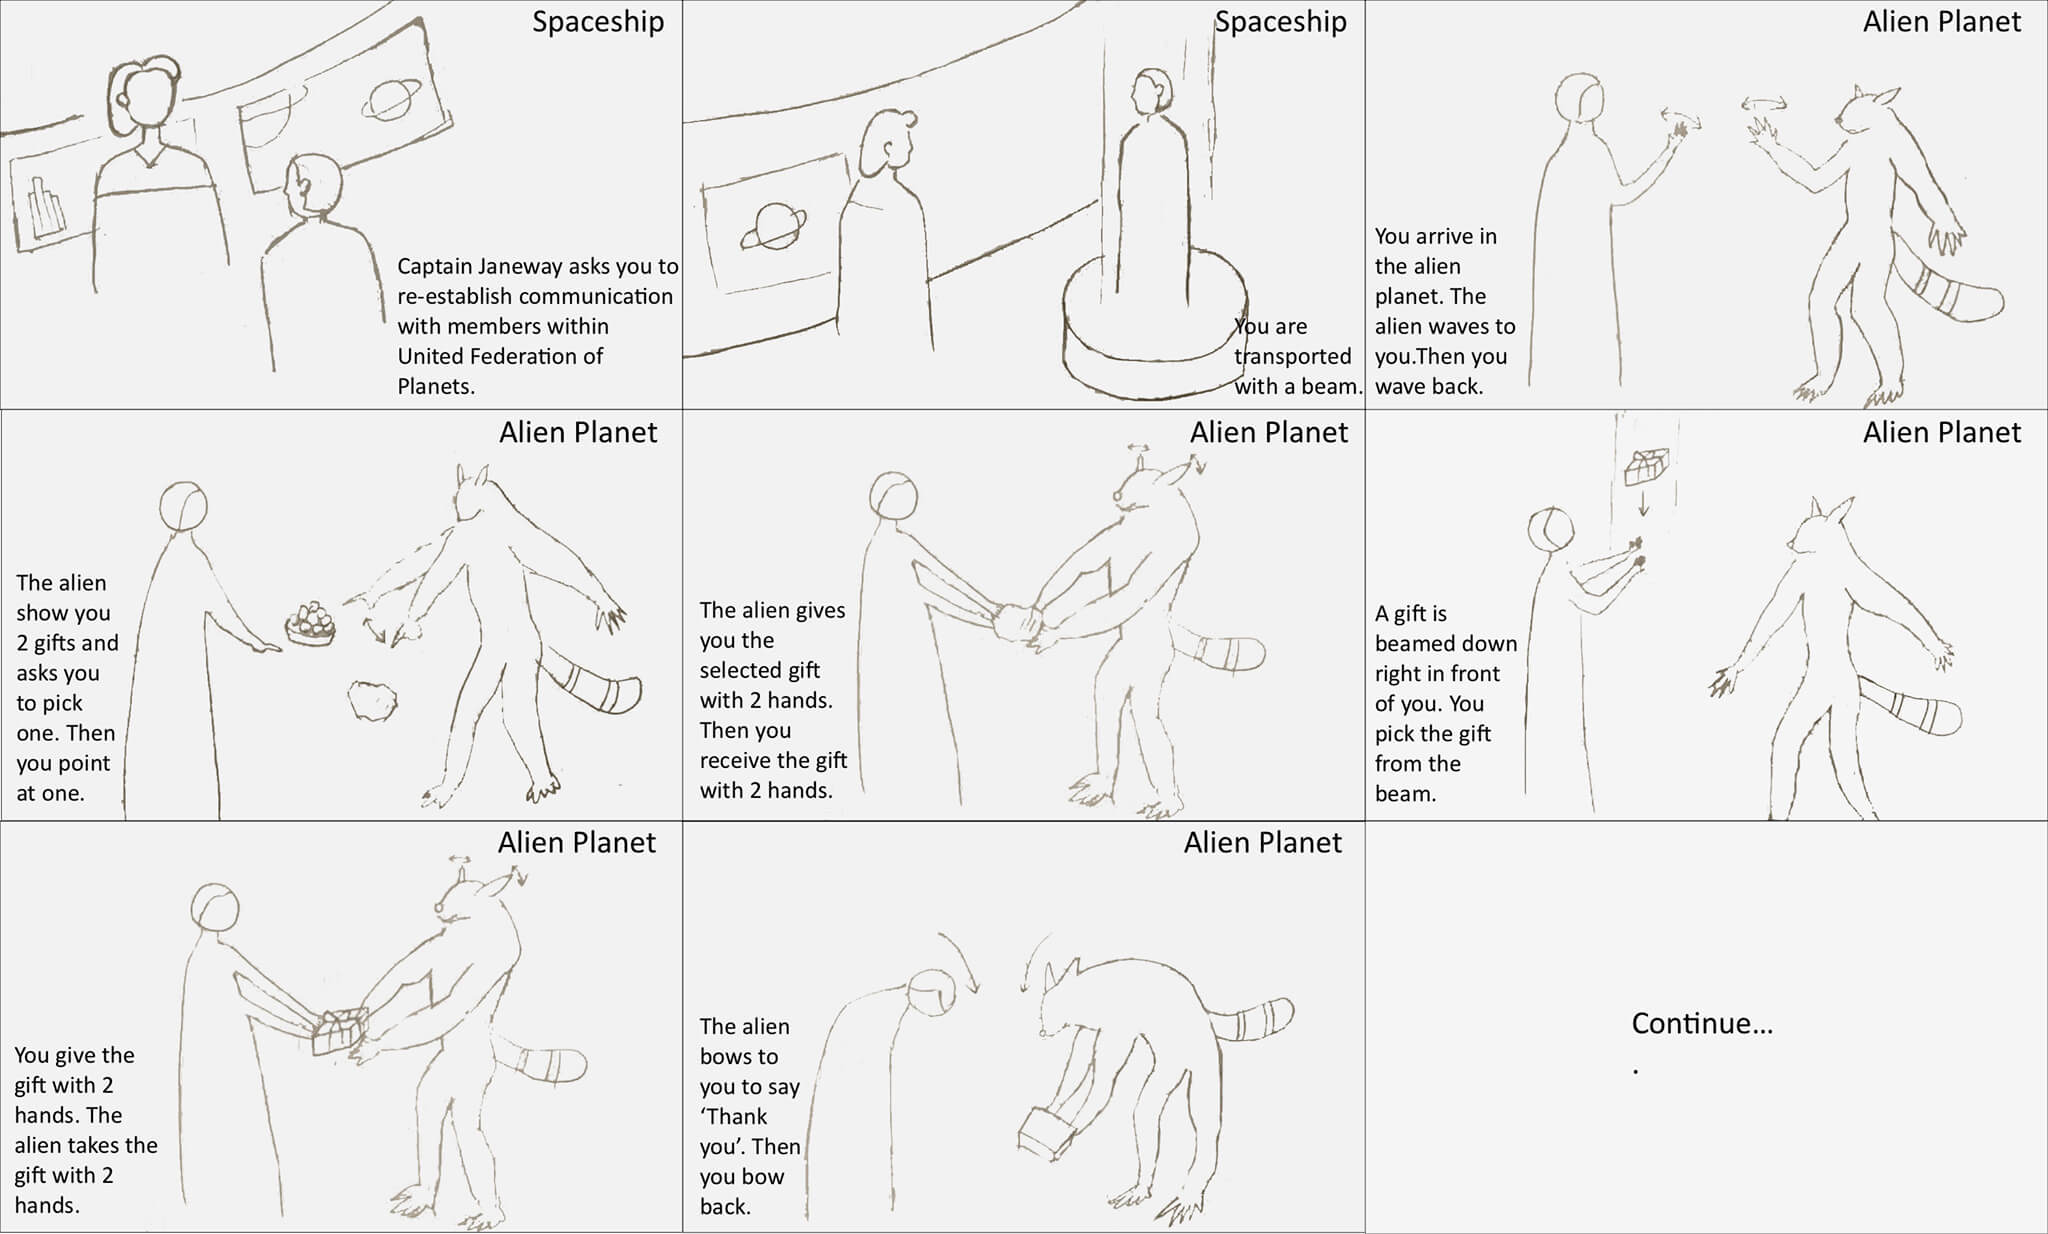 Spaceship
Captain Janeway asks you to
re-establish communication
with members within
United Federation of
Planets.
Spaceship
You are
transported
with a beam.
Alien Planet
You arrive in
the alien
planet. The
alien waves to
you.Then you
wave back.
Alien Planet
The alien
show you
2 gifts and
asks you
to pick
one. Then
you point
at one.
Alien Planet
The alien gives
you the
selected gift
with 2 hands.
Then you
receive the gift
with 2 hands.
Alien Planet
A gift is
beamed down
right in front
of you. You
pick the gift
from the
beam.
Alien Planet
You give the
gift with 2
hands. The
alien takes the
gift with 2
hands.
Alien Planet
The alien
bows to
you to say
‘Thank
you’. Then
you bow
back.
Continue...
.